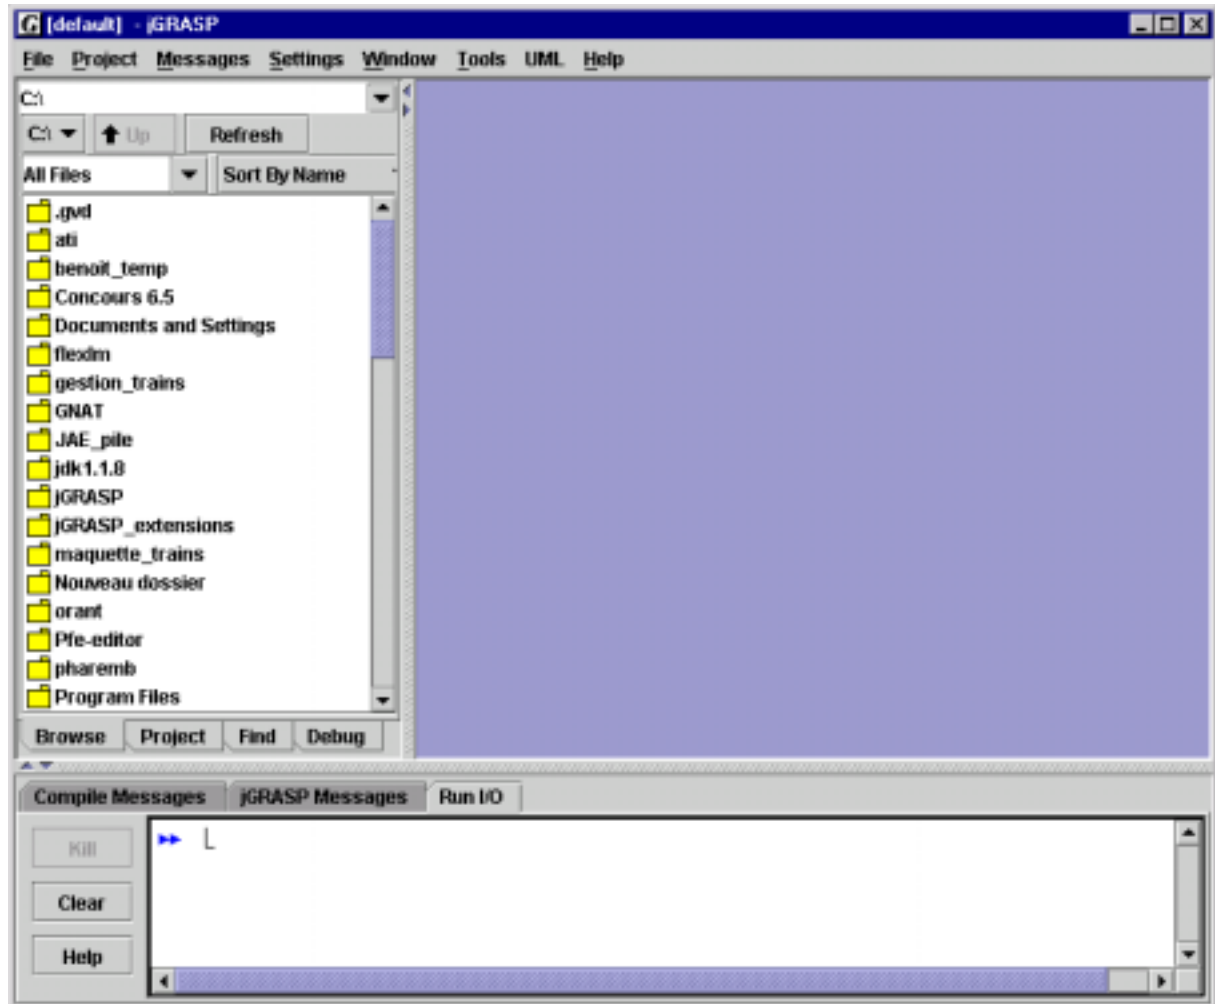 G [default] - jGRASP
File Project Messages Settings Window Tools UML Help
C:\
C:\ Up Refresh
All Files Sort By Name
.gvd
ati
benoit_temp
Concours 6.5
Documents and Settings
flexlm
gestion_trains
GNAT
JAE_pile
jdk1.1.8
jGRASP
jGRASP_extensions
maquette_trains
Nouveau dossier
orant
Pfe-editor
pharemb
Program Files
Browse Project Find Debug
Compile Messages jGRASP Messages Run I/O
Kill
Clear
Help